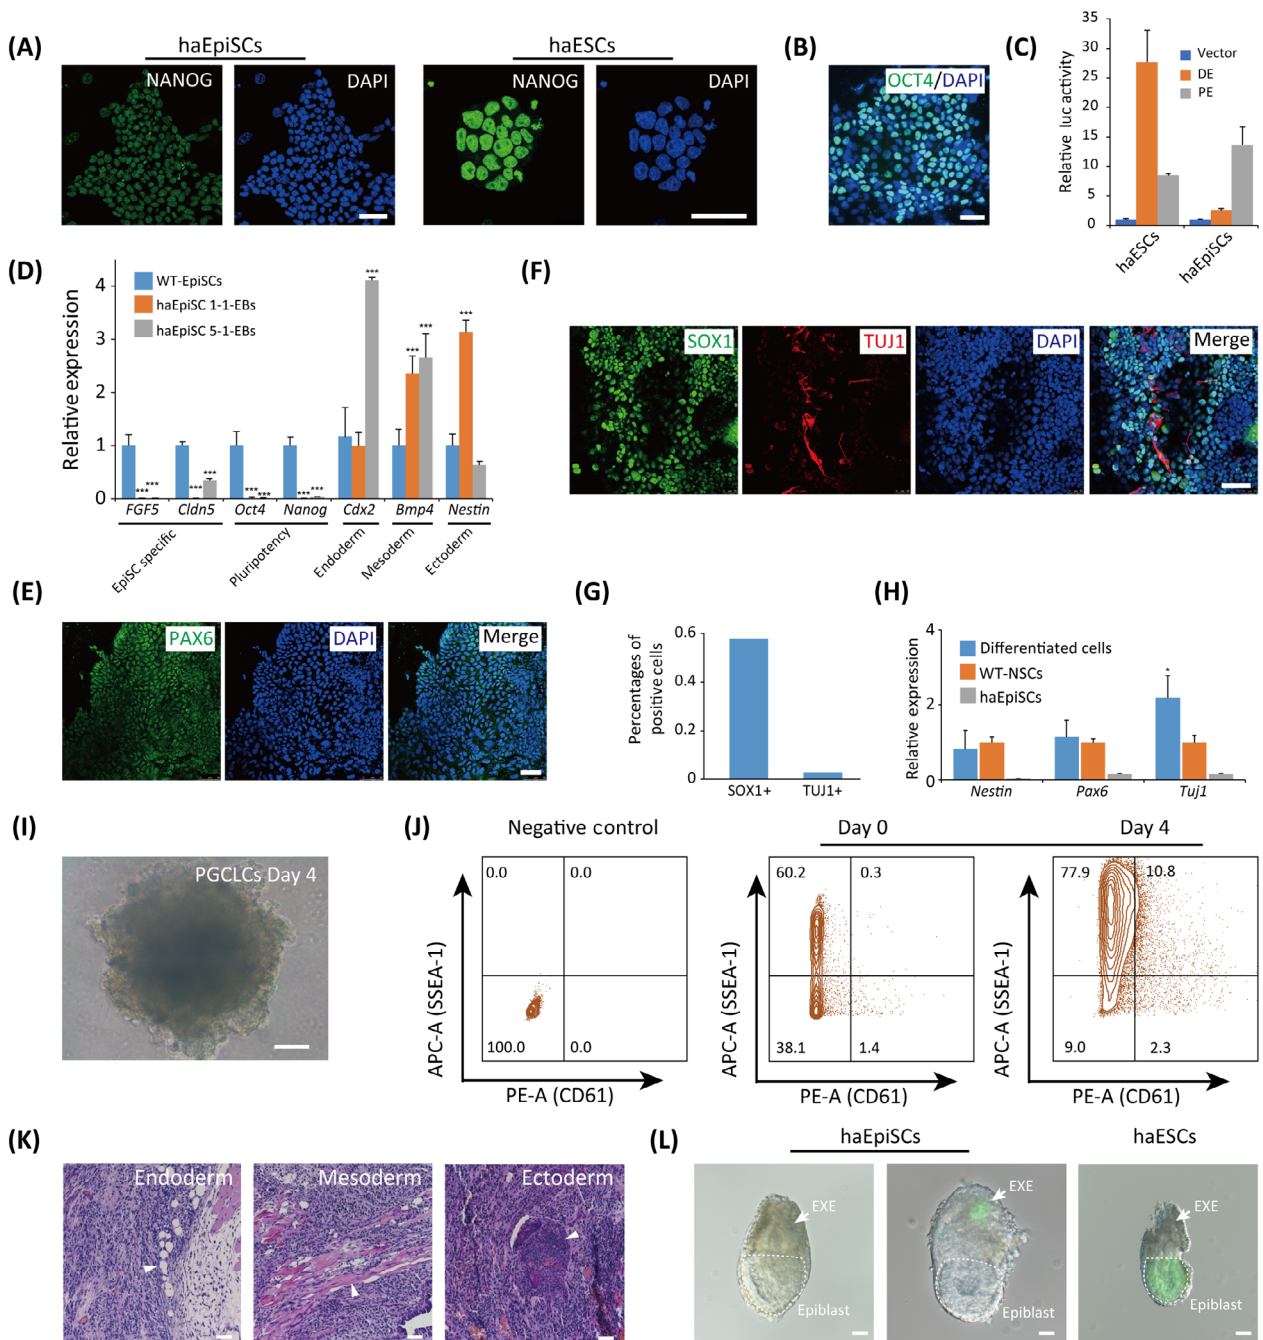 (A)
haEpiSCs
haESCs
NANOG
DAPI
NANOG
DAPI
(B)
OCT4/DAPI
(C)
Relative luc activity
35
30
25
20
15
10
5
0
Vector
DE
PE
haESCs
haEpiSCs
(D)
Relative expression
4
3
2
1
0
WT-EpiSCs
haEpiSC 1-1-EBs
haEpiSC 5-1-EBs
*** *** *** *** *** *** *** *** *** *** *** ***
FGF5 Cldn5 Oct4 Nanog Cdx2 Bmp4 Nestin
EpiSC specific
Pluripotency
Endoderm
Mesoderm
Ectoderm
(F)
SOX1
TUJ1
DAPI
Merge
(E)
PAX6
DAPI
Merge
(G)
Percentages of
positive cells
0.6
0.4
0.2
0
SOX1+ TUJ1+
(H)
Relative expression
4
2
0
Differentiated cells
WT-NSCs
haEpiSCs
*
Nestin Pax6 Tuj1
(I)
PGCLCs Day 4
(J)
Negative control
Day 0
Day 4
0.0 0.0
100.0 0.0
APC-A (SSEA-1)
PE-A (CD61)
60.2 0.3
38.1 1.4
APC-A (SSEA-1)
PE-A (CD61)
77.9 10.8
9.0 2.3
APC-A (SSEA-1)
PE-A (CD61)
(K)
Endoderm
Mesoderm
Ectoderm
(L)
haEpiSCs
haESCs
EXE
Epiblast
EXE
Epiblast
EXE
Epiblast